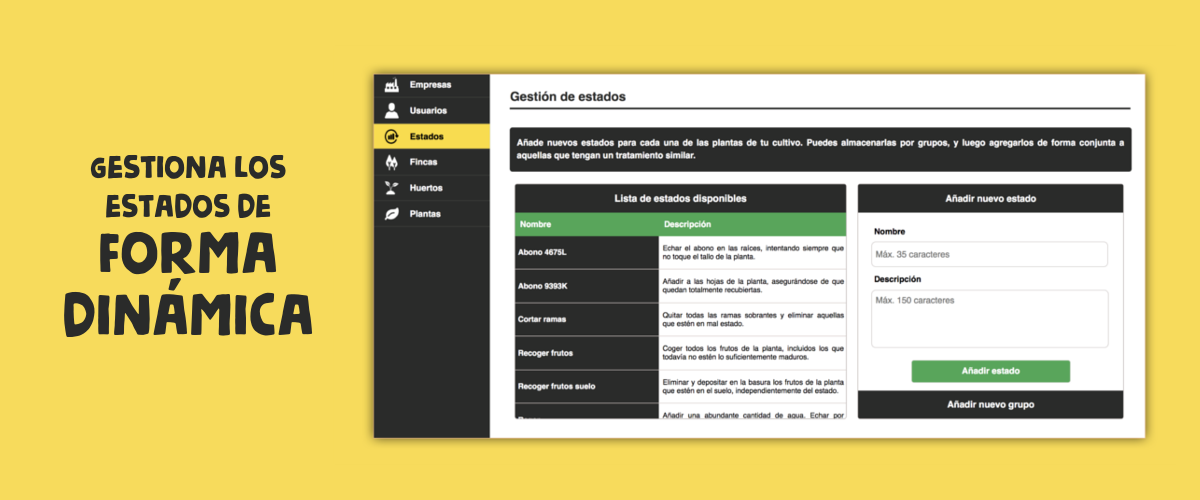 GESTIONA LOS
ESTADOS DE
FORMA
DINÁMICA
Empresas
Usuarios
Estados
Fincas
Huertos
Plantas
Gestión de estados
Añade nuevos estados para cada una de las plantas de tu cultivo. Puedes almacenarlas por grupos, y luego agregarlos de forma conjunta a
aquellas que tengan un tratamiento similar.
Lista de estados disponibles
Nombre Descripción
Abono 4675L
Echar el abono en las raíces, intentando siempre que
no toque el tallo de la planta.
Abono 9393K
Añadir a las hojas de la planta, asegurándose de que
quedan totalmente recubiertas.
Cortar ramas
Quitar todas las ramas sobrantes y eliminar aquellas
que estén en mal estado.
Recoger frutos
Coger todos los frutos de la planta, incluidos los que
todavía no estén lo suficientemente maduros.
Recoger frutos suelo
Eliminar y depositar en la basura los frutos de la planta
que estén en el suelo, independientemente del estado.
Añadir una abundante cantidad de agua. Echar por
Añadir nuevo estado
Nombre
Máx. 35 caracteres
Descripción
Máx. 150 caracteres
Añadir estado
Añadir nuevo grupo